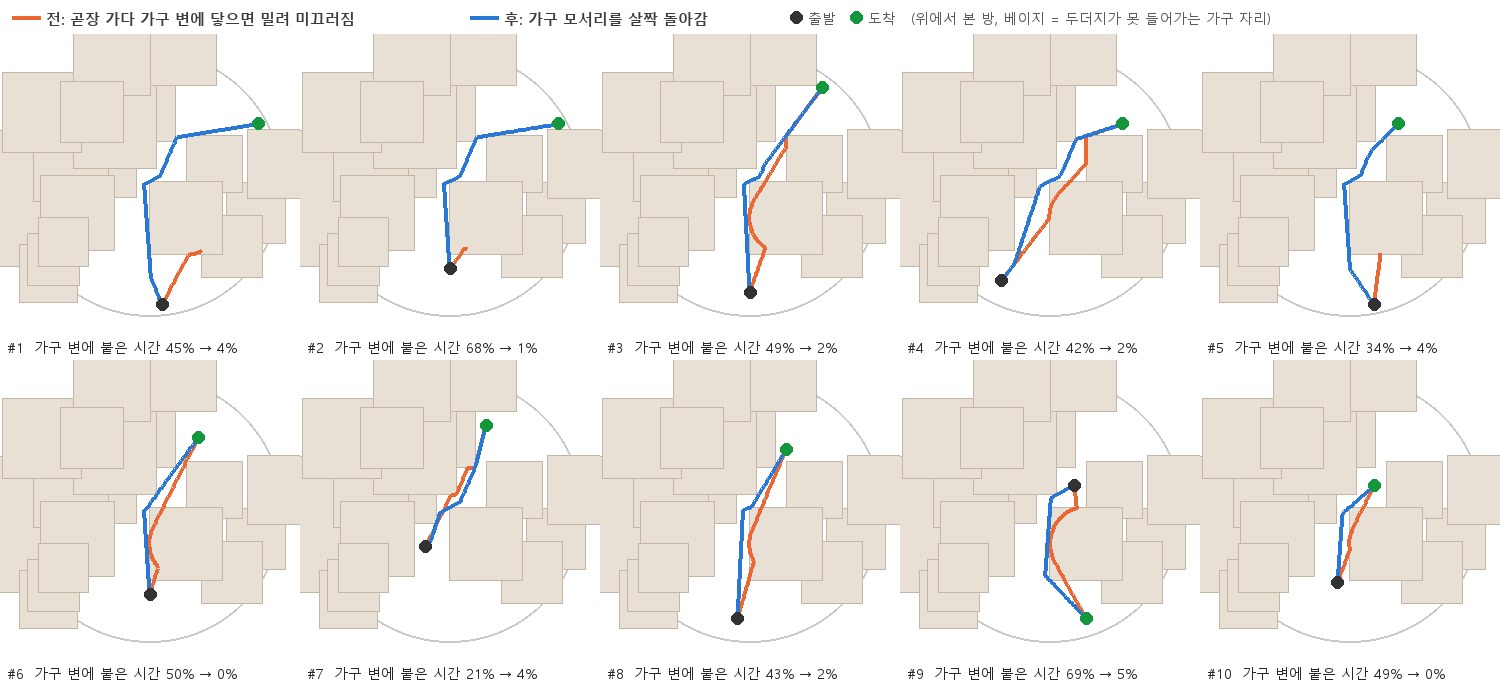 전: 곧장 가다 가구 변에 닿으면 밀려 미끄러짐
후: 가구 모서리를 살짝 돌아감
출발
도착
(위에서 본 방, 베이지 = 두더지가 못 들어가는 가구 자리)
#1 가구 변에 붙은 시간 45% → 4%
#2 가구 변에 붙은 시간 68% → 1%
#3 가구 변에 붙은 시간 49% → 2%
#4 가구 변에 붙은 시간 42% → 2%
#5 가구 변에 붙은 시간 34% → 4%
#6 가구 변에 붙은 시간 50% → 0%
#7 가구 변에 붙은 시간 21% → 4%
#8 가구 변에 붙은 시간 43% → 2%
#9 가구 변에 붙은 시간 69% → 5%
#10 가구 변에 붙은 시간 49% → 0%